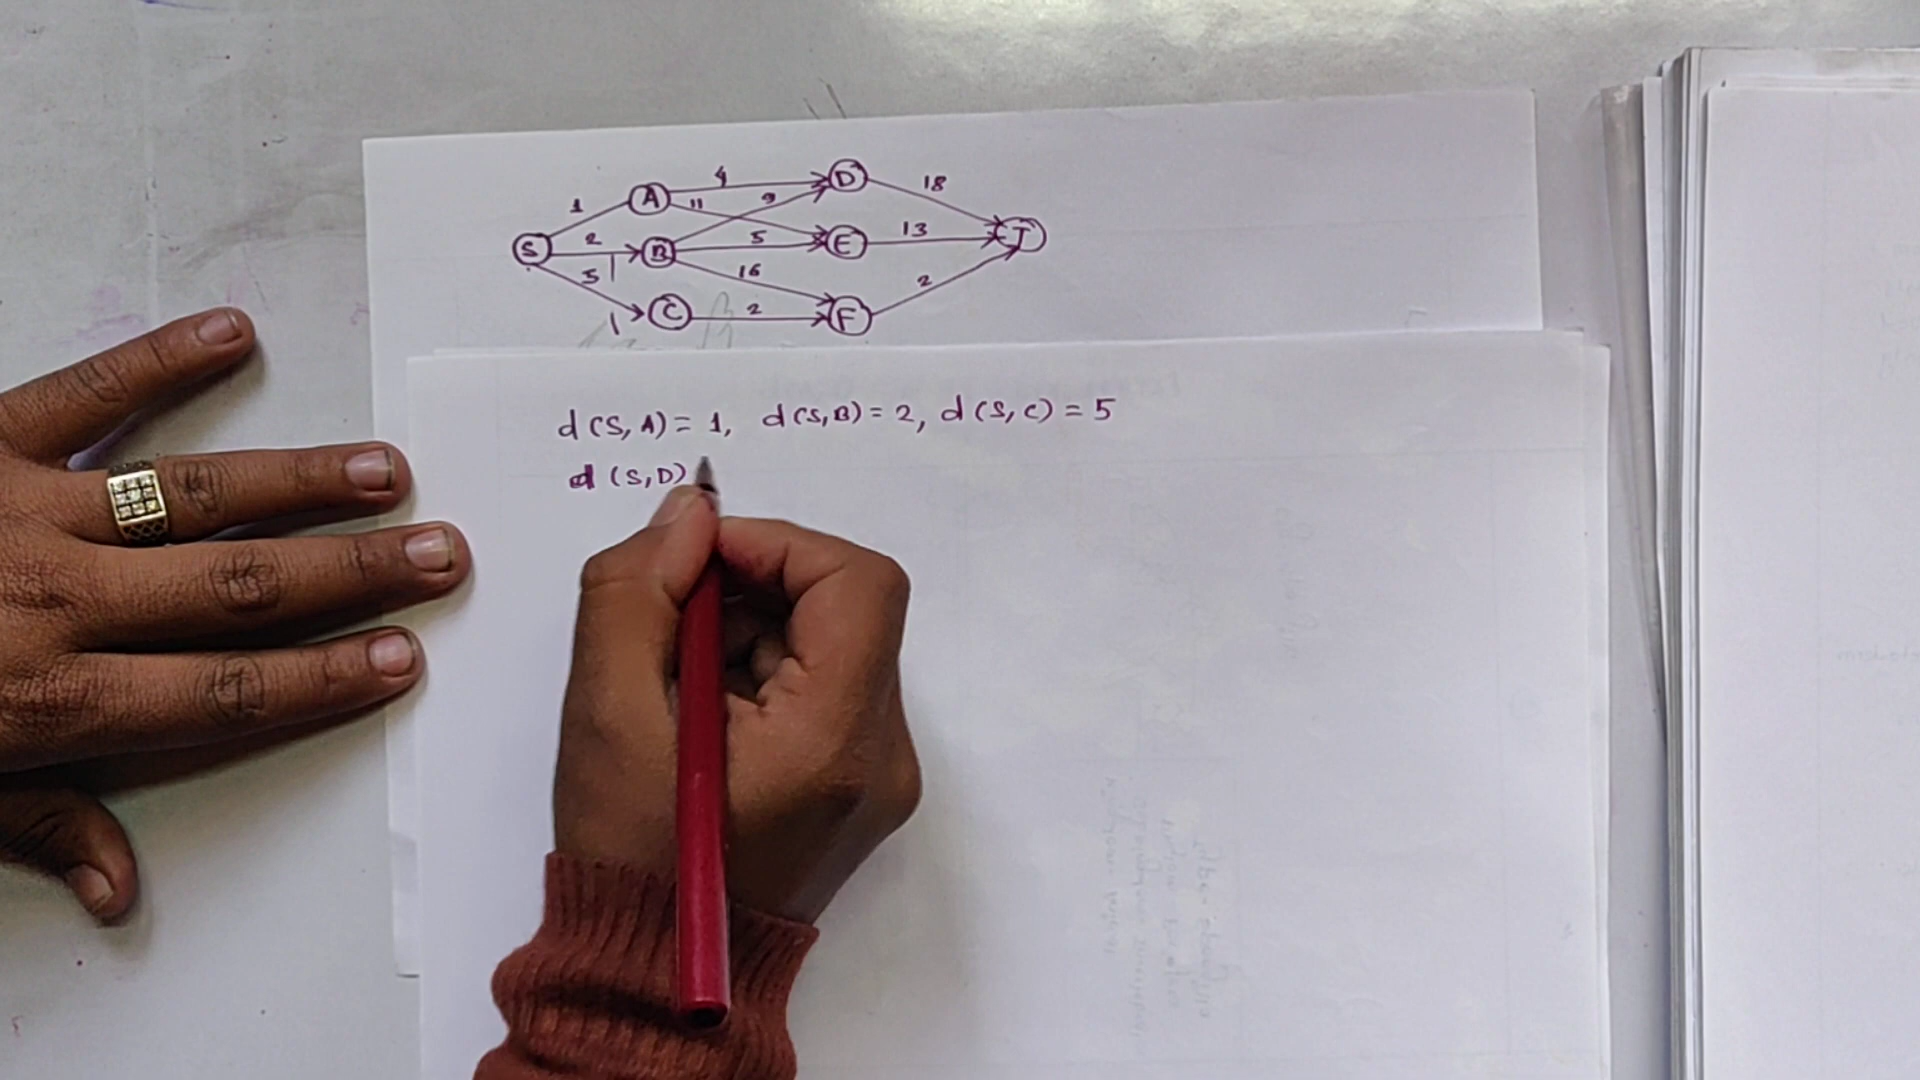 4
18
1 A 11 9 D
S 2 B 5 E 13 T
5 16 2
C 2 F
d (S, A) = 1, d (S, B) = 2, d (S, C) = 5
d (S, D)